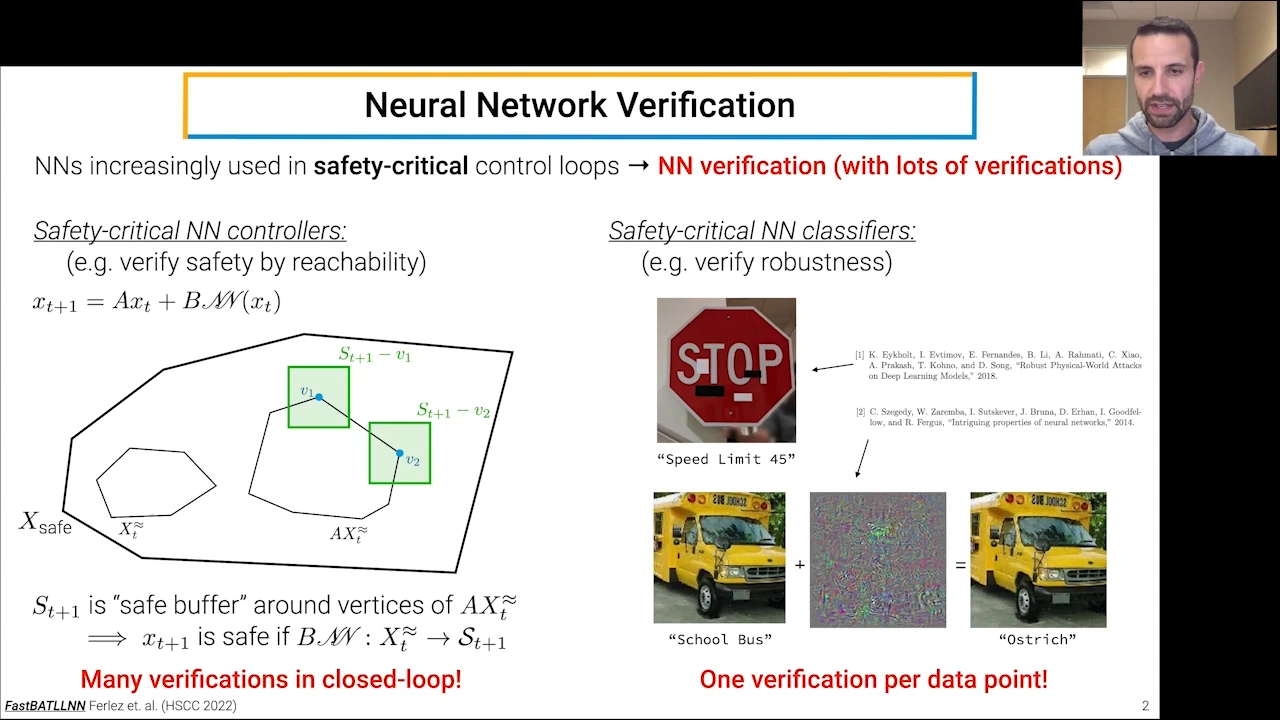 Neural Network Verification
NNs increasingly used in safety-critical control loops → NN verification (with lots of verifications)
Safety-critical NN controllers:
(e.g. verify safety by reachability)
x_{t+1} = Ax_t + B𝒩𝒩(x_t)
S_{t+1} − v_1
v_1
S_{t+1} − v_2
v_2
X_safe
X_t^≈
AX_t^≈
S_{t+1} is “safe buffer” around vertices of AX_t^≈
⟹ x_{t+1} is safe if B𝒩𝒩 : X_t^≈ → 𝒮_{t+1}
Many verifications in closed-loop!
Safety-critical NN classifiers:
(e.g. verify robustness)
STOP
[1] K. Eykholt, I. Evtimov, E. Fernandes, B. Li, A. Rahmati, C. Xiao,
A. Prakash, T. Kohno, and D. Song, “Robust Physical-World Attacks
on Deep Learning Models,” 2018.
[2] C. Szegedy, W. Zaremba, I. Sutskever, J. Bruna, D. Erhan, I. Goodfel-
low, and R. Fergus, “Intriguing properties of neural networks,” 2014.
“Speed Limit 45”
SCHOOL BUS
+
=
SCHOOL BUS
“School Bus”
“Ostrich”
One verification per data point!
FastBATLLNN Ferlez et. al. (HSCC 2022)
2